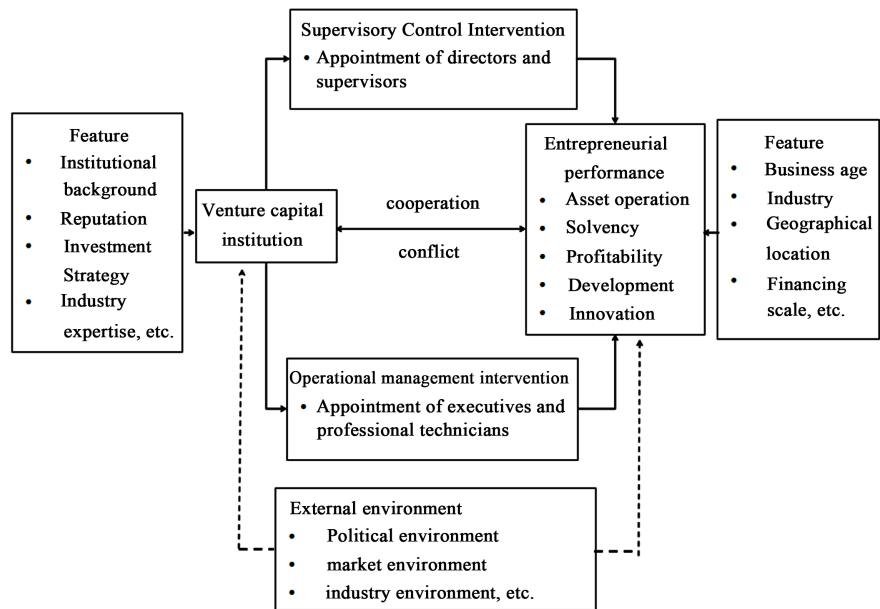 Supervisory Control Intervention
• Appointment of directors and
supervisors
Feature
• Institutional
background
• Reputation
• Investment
Strategy
• Industry
expertise, etc.
Venture capital
institution
cooperation
conflict
Entrepreneurial
performance
• Asset operation
• Solvency
• Profitability
• Development
• Innovation
Feature
• Business age
• Industry
• Geographical
location
• Financing
scale, etc.
Operational management intervention
• Appointment of executives and
professional technicians
External environment
• Political environment
• market environment
• industry environment, etc.